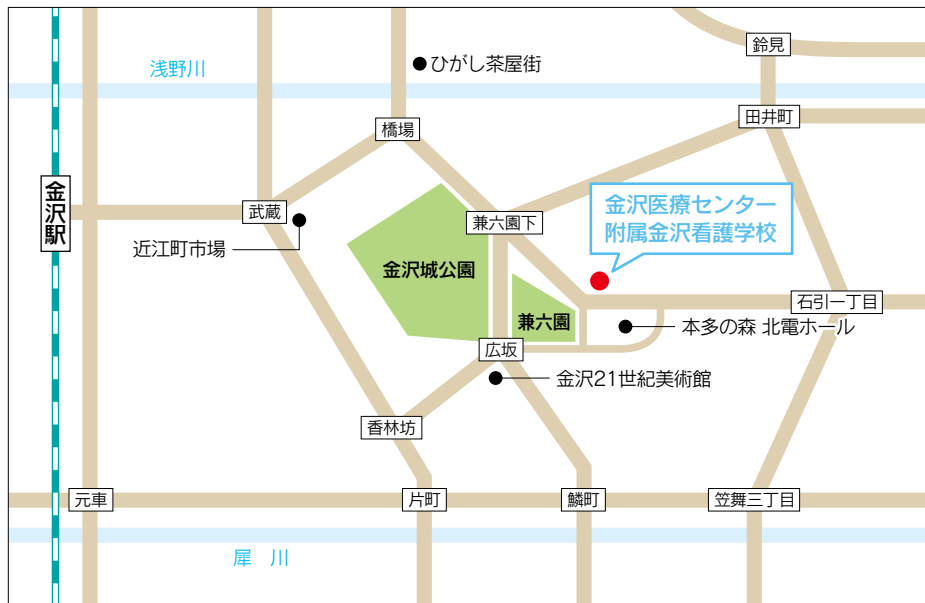 鈴見
ひがし茶屋街
浅野川
田井町
橋場
金沢駅
武蔵
近江町市場
兼六園下
金沢医療センター
附属金沢看護学校
金沢城公園
石引一丁目
兼六園
本多の森 北電ホール
広坂
金沢21世紀美術館
香林坊
元車
片町
鱗町
笠舞三丁目
犀　川